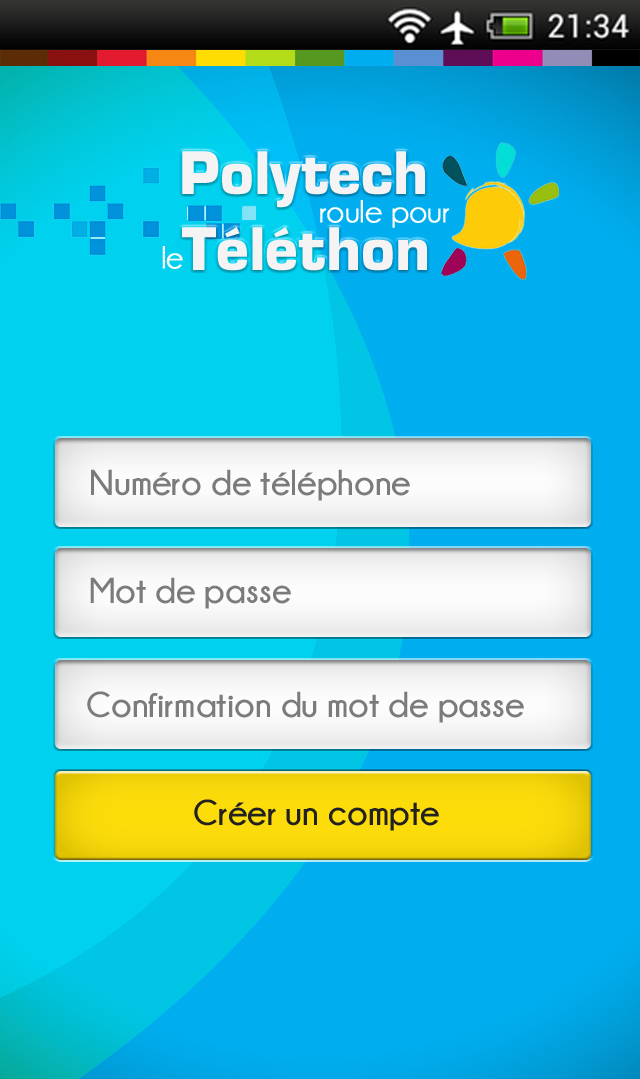 21:34
Polytech
roule pour
le Téléthon
Numéro de téléphone
Mot de passe
Confirmation du mot de passe
Créer un compte